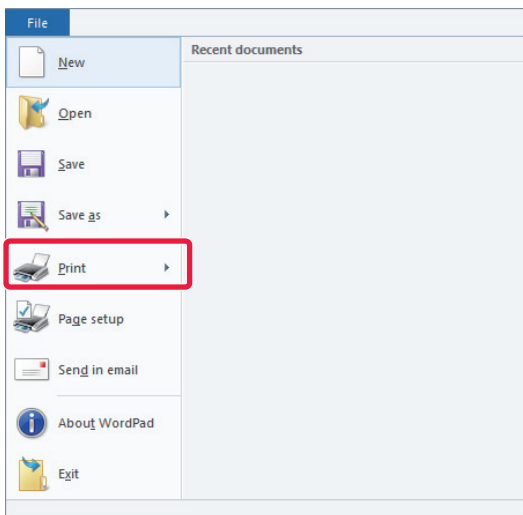 File
Recent documents
New
Open
Save
Save as
Print
Page setup
Send in email
About WordPad
Exit